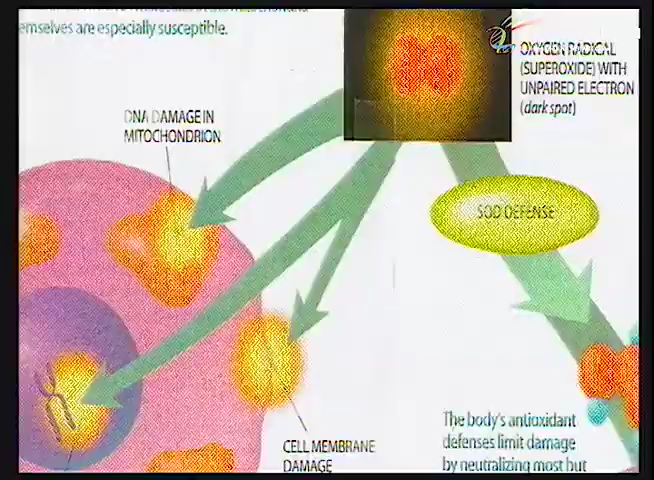 emselves are especially susceptible.
OXYGEN RADICAL
(SUPEROXIDE) WITH
UNPAIRED ELECTRON
(dark spot)
DNA DAMAGE IN
MITOCHONDRION
SOD DEFENSE
CELL MEMBRANE
DAMAGE
The body's antioxidant
defenses limit damage
by neutralizing most but